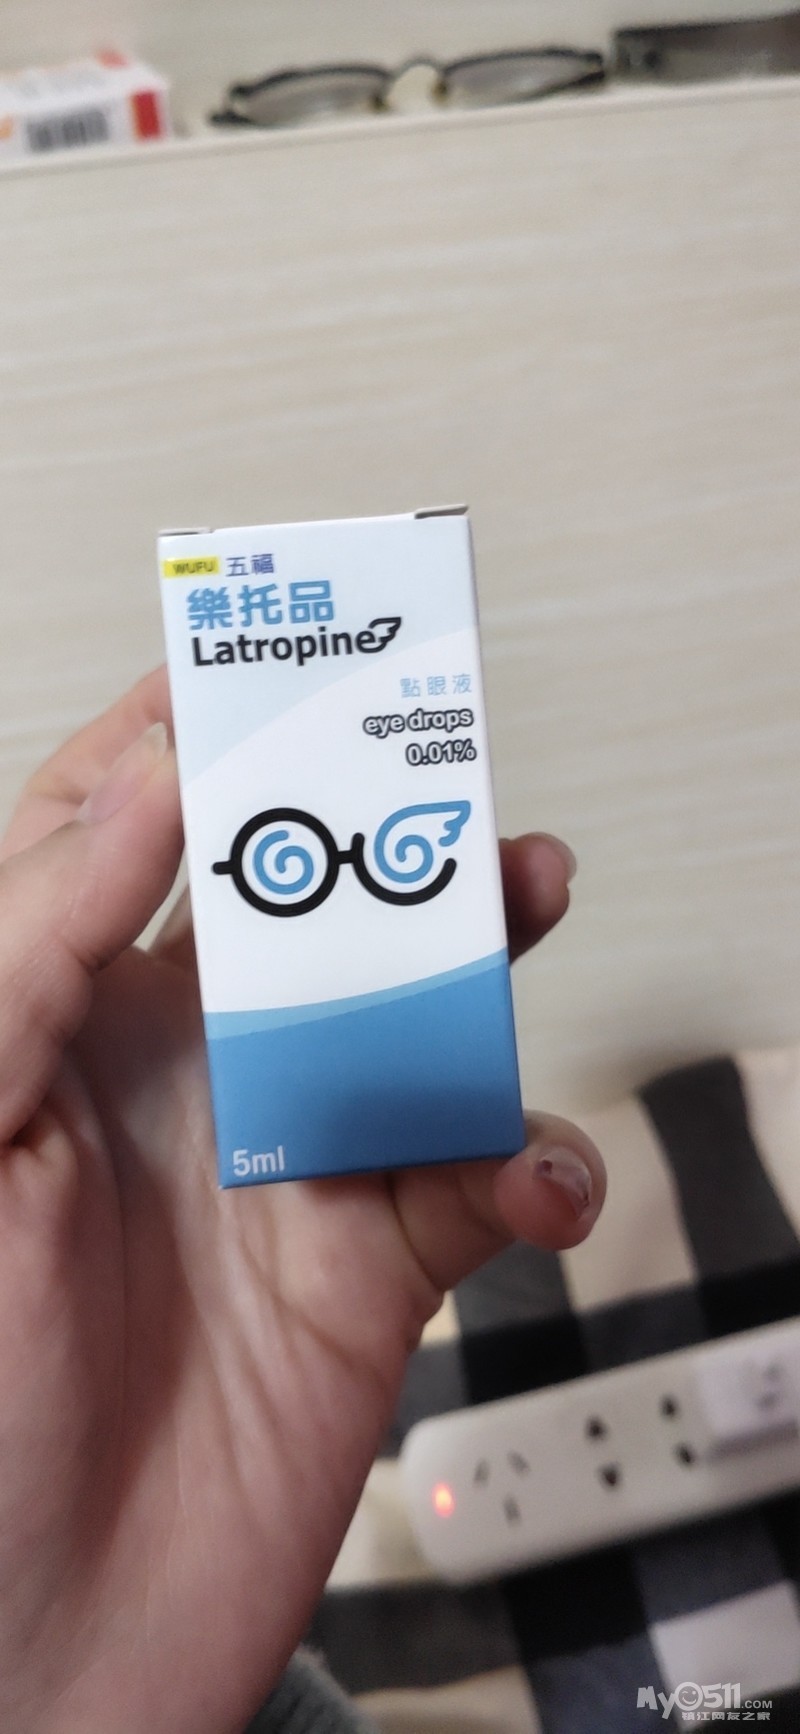 WUFU 五福
樂托品
Latropine
點眼液
eye drops
0.01%
5ml
My0511.com
镇江网友之家